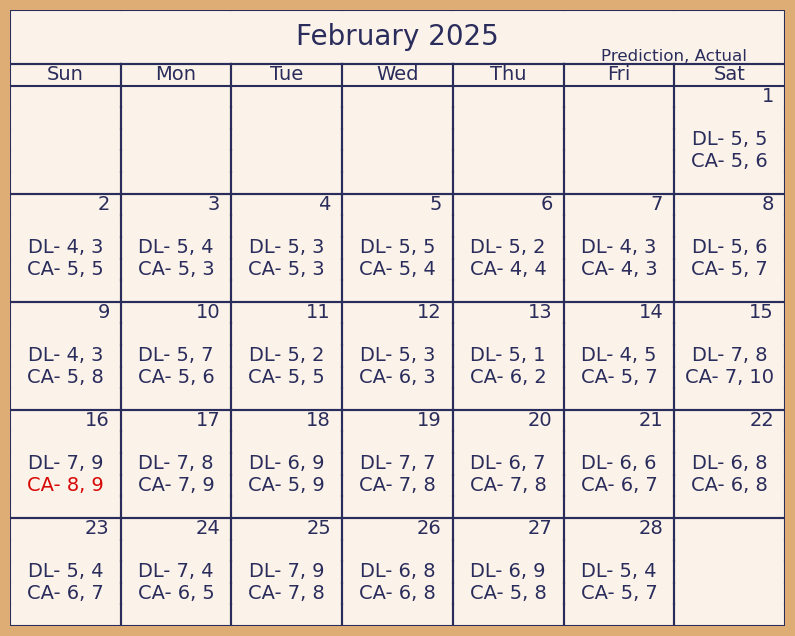 February 2025
Prediction, Actual
Sun Mon Tue Wed Thu Fri Sat
1
DL- 5, 5
CA- 5, 6
2 3 4 5 6 7 8
DL- 4, 3 DL- 5, 4 DL- 5, 3 DL- 5, 5 DL- 5, 2 DL- 4, 3 DL- 5, 6
CA- 5, 5 CA- 5, 3 CA- 5, 3 CA- 5, 4 CA- 4, 4 CA- 4, 3 CA- 5, 7
9 10 11 12 13 14 15
DL- 4, 3 DL- 5, 7 DL- 5, 2 DL- 5, 3 DL- 5, 1 DL- 4, 5 DL- 7, 8
CA- 5, 8 CA- 5, 6 CA- 5, 5 CA- 6, 3 CA- 6, 2 CA- 5, 7 CA- 7, 10
16 17 18 19 20 21 22
DL- 7, 9 DL- 7, 8 DL- 6, 9 DL- 7, 7 DL- 6, 7 DL- 6, 6 DL- 6, 8
CA- 8, 9 CA- 7, 9 CA- 5, 9 CA- 7, 8 CA- 7, 8 CA- 6, 7 CA- 6, 8
23 24 25 26 27 28
DL- 5, 4 DL- 7, 4 DL- 7, 9 DL- 6, 8 DL- 6, 9 DL- 5, 4
CA- 6, 7 CA- 6, 5 CA- 7, 8 CA- 6, 8 CA- 5, 8 CA- 5, 7